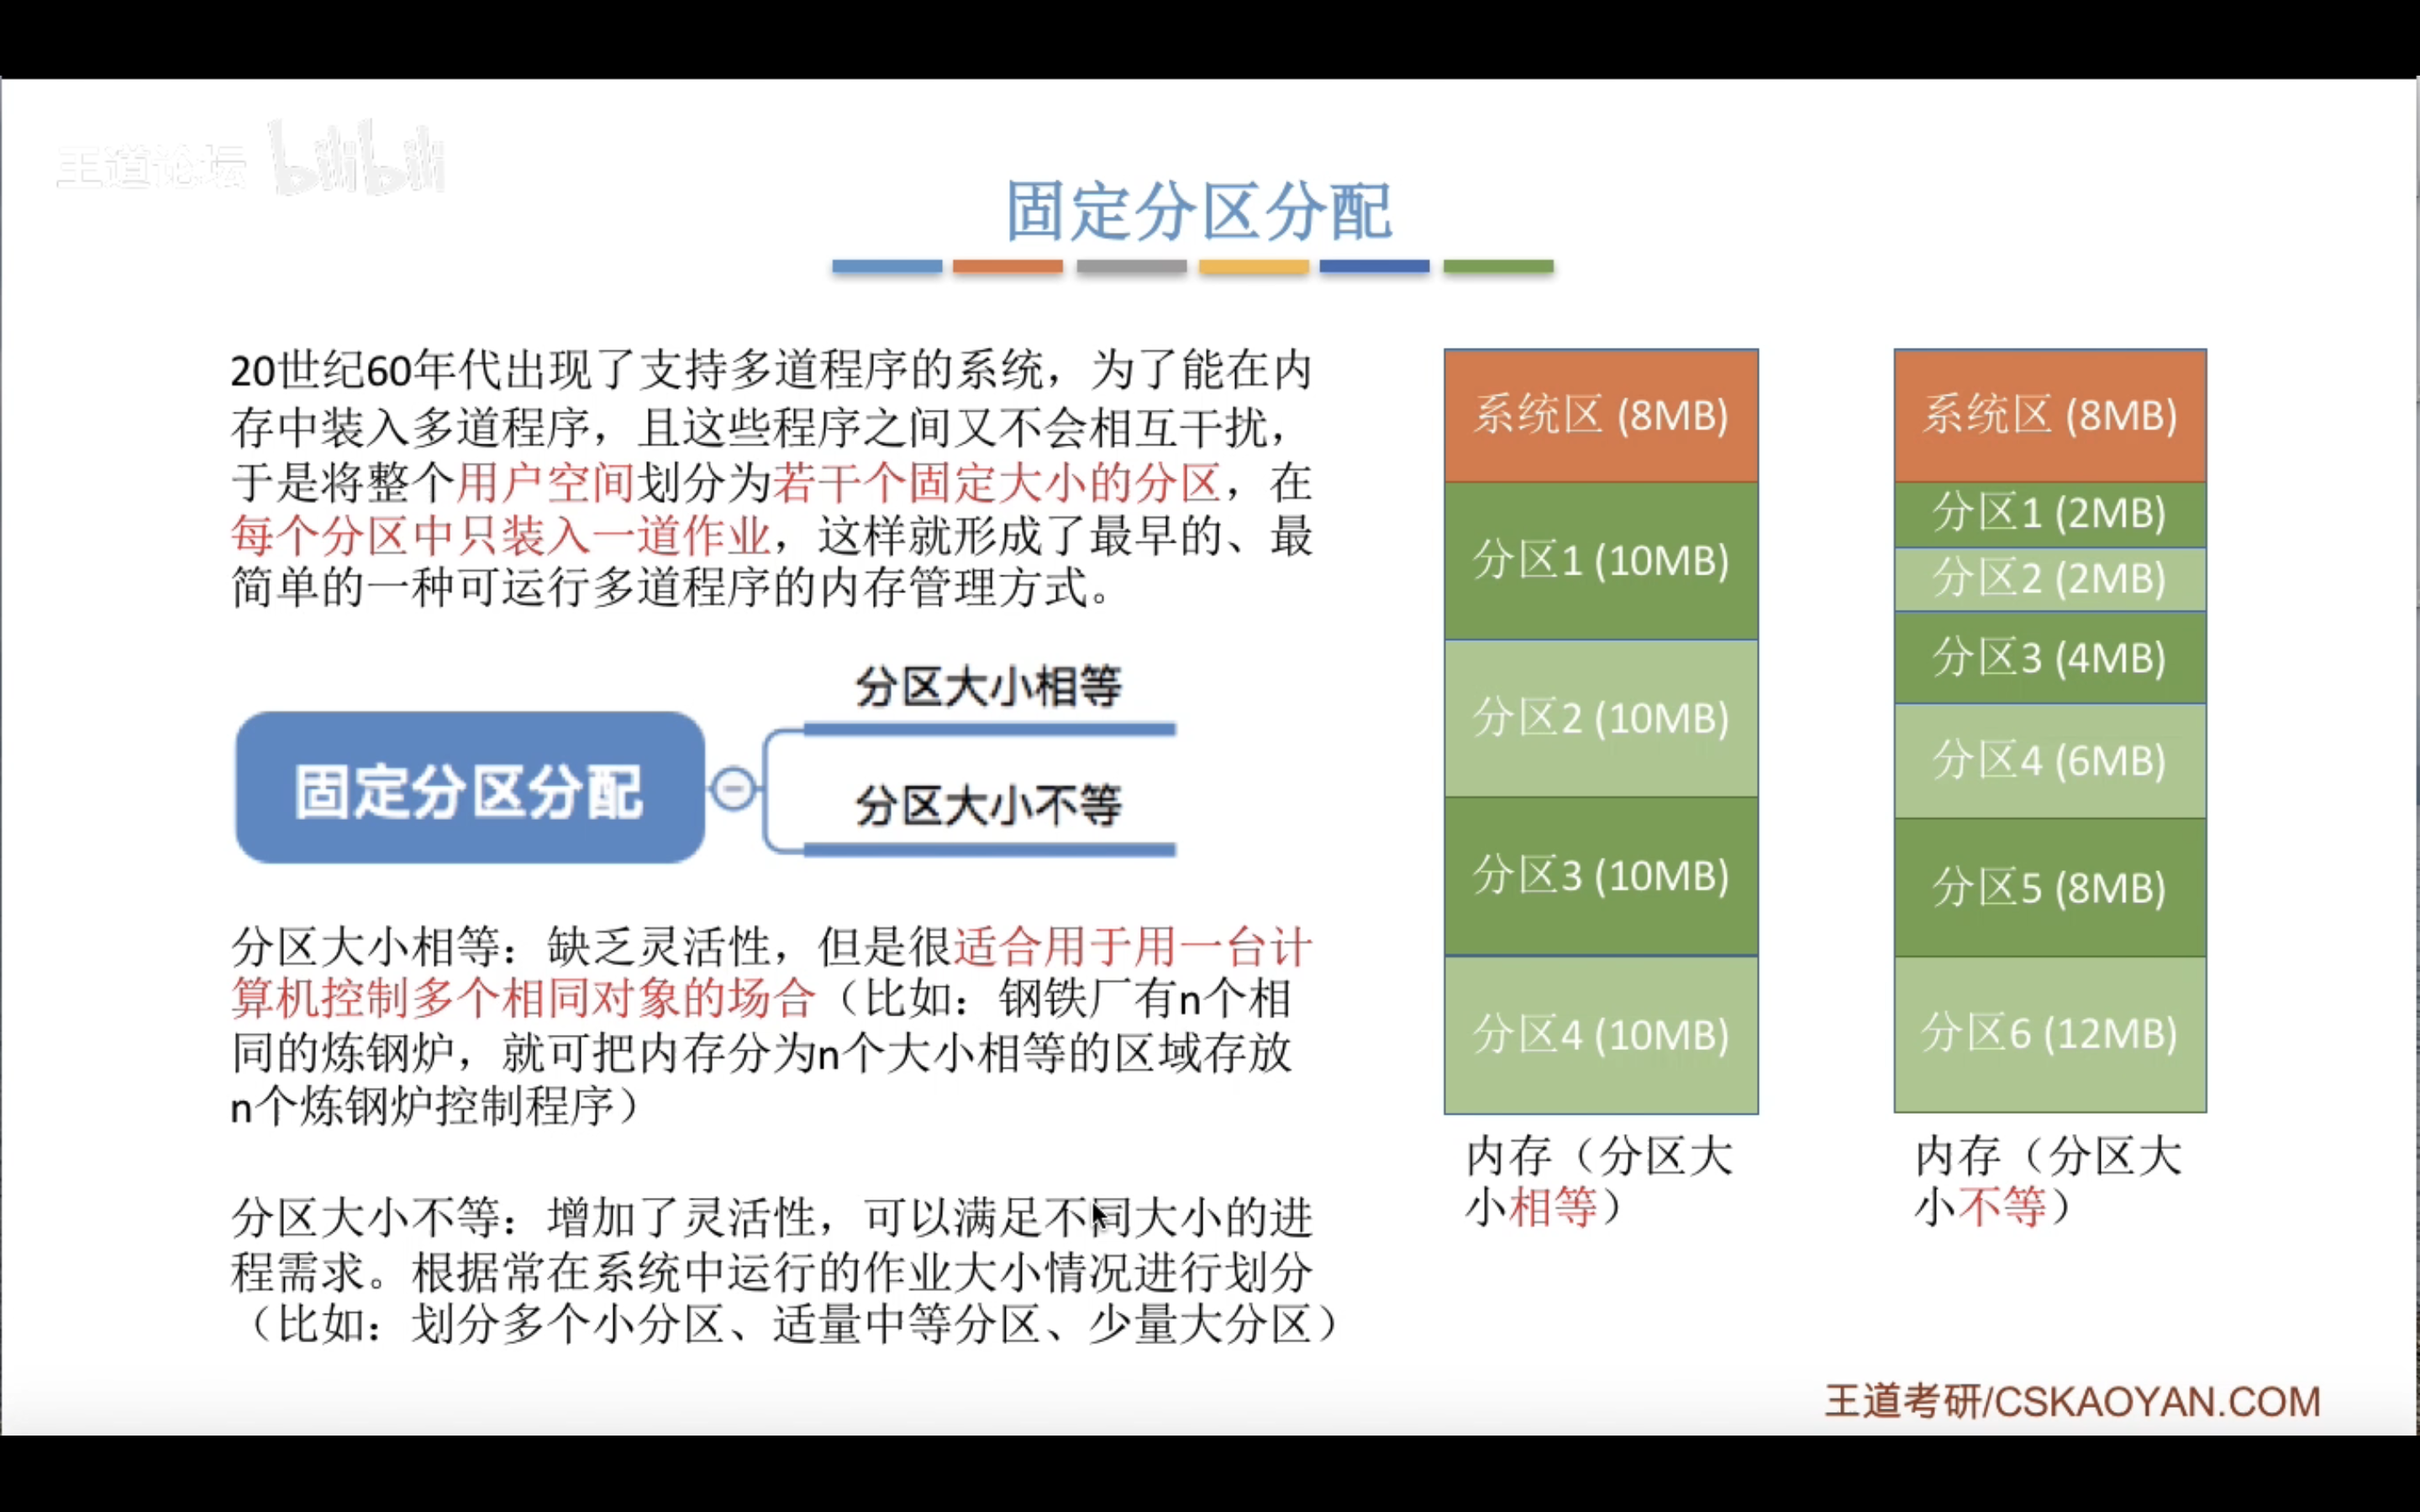 王道论坛 bilibili
固定分区分配
20世纪60年代出现了支持多道程序的系统，为了能在内
存中装入多道程序，且这些程序之间又不会相互干扰，
于是将整个用户空间划分为若干个固定大小的分区，在
每个分区中只装入一道作业，这样就形成了最早的、最
简单的一种可运行多道程序的内存管理方式。
固定分区分配
分区大小相等
分区大小不等
分区大小相等：缺乏灵活性，但是很适合用于用一台计
算机控制多个相同对象的场合（比如：钢铁厂有n个相
同的炼钢炉，就可把内存分为n个大小相等的区域存放
n个炼钢炉控制程序）
分区大小不等：增加了灵活性，可以满足不同大小的进
程需求。根据常在系统中运行的作业大小情况进行划分
（比如：划分多个小分区、适量中等分区、少量大分区）
系统区 (8MB)
分区1 (10MB)
分区2 (10MB)
分区3 (10MB)
分区4 (10MB)
内存（分区大
小相等）
系统区 (8MB)
分区1 (2MB)
分区2 (2MB)
分区3 (4MB)
分区4 (6MB)
分区5 (8MB)
分区6 (12MB)
内存（分区大
小不等）
王道考研/CSKAOYAN.COM